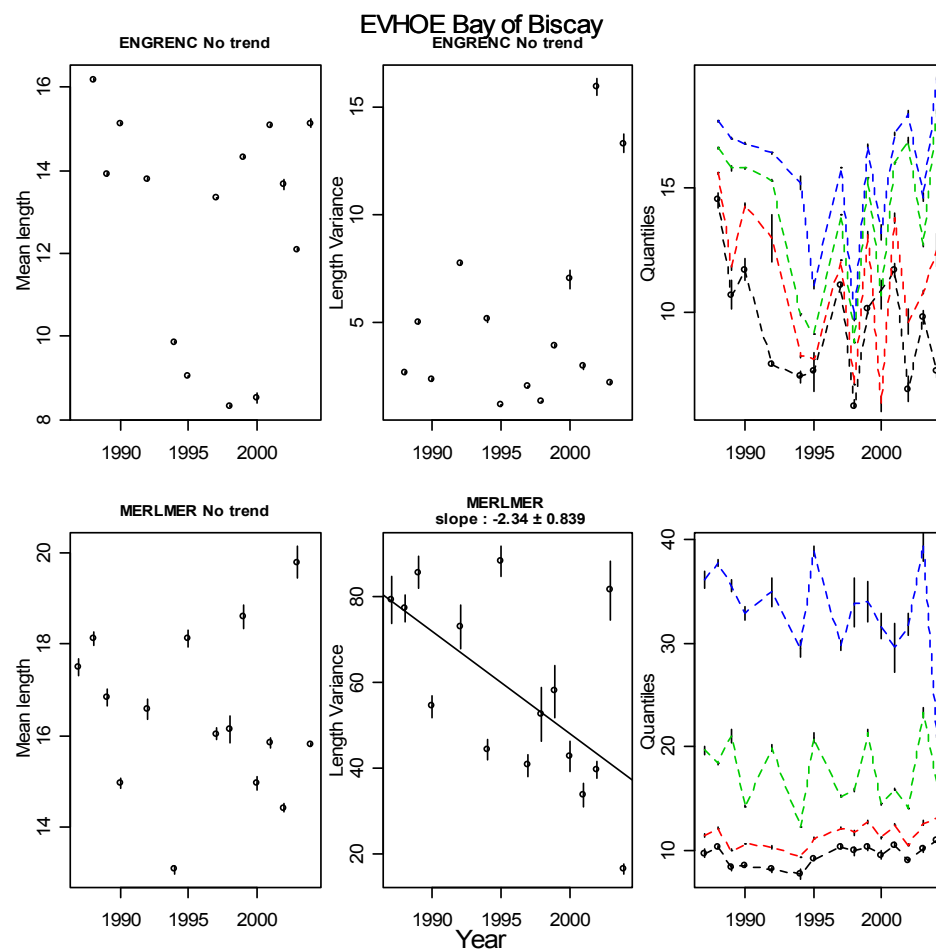 EVHOE Bay of Biscay
ENGRENC No trend
ENGRENC No trend
Mean length
8 10 12 14 16
1990 1995 2000
Length Variance
5 10 15
1990 1995 2000
Quantiles
10 15
1990 1995 2000
MERLMER No trend
MERLMER
slope : -2.34 ± 0.839
Mean length
14 16 18 20
1990 1995 2000
Length Variance
20 40 60 80
1990 1995 2000
Quantiles
10 20 30 40
1990 1995 2000
Year